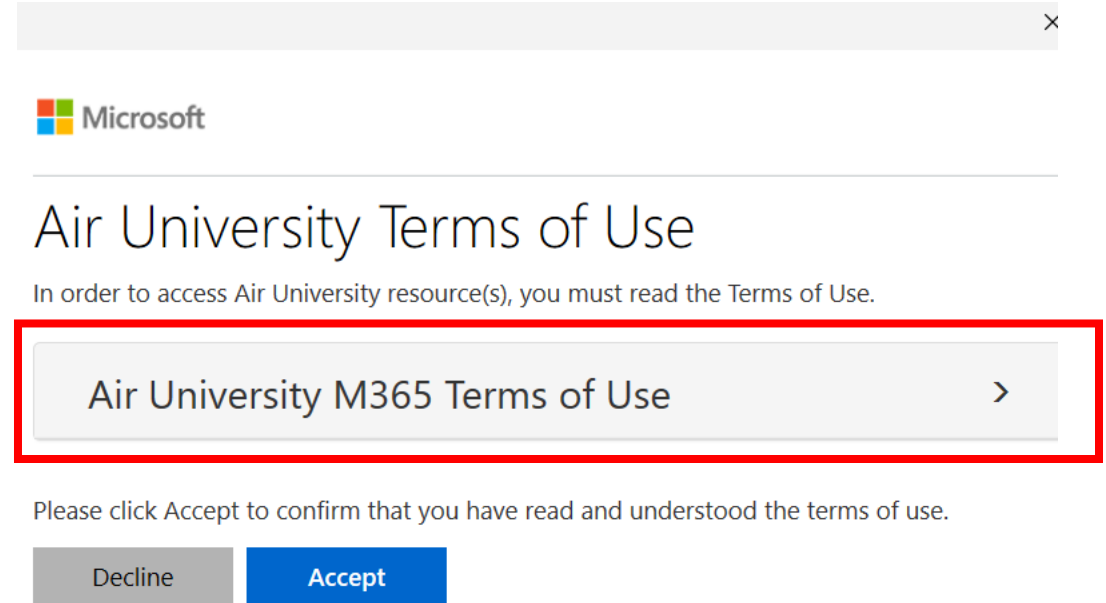 Microsoft
Air University Terms of Use
In order to access Air University resource(s), you must read the Terms of Use.
Air University M365 Terms of Use
Please click Accept to confirm that you have read and understood the terms of use.
Decline Accept